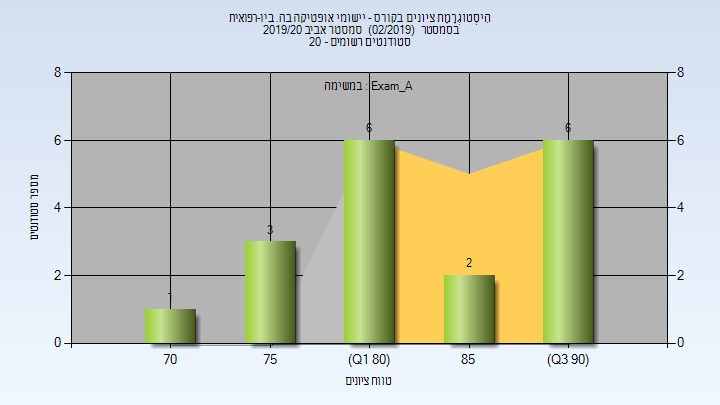 היסטוגרמת ציונים בקורס - יישומי אופטיקה בה. ביו-רפואית
בסמסטר (02/2019) סמסטר אביב 2019/20
סטודנטים רשומים - 20
במשימה : Exam_A
8 8
6 6
4 4
2 2
0 0
1 3 6 2 6
מספר סטודנטים
70 75 (Q1 80) 85 (Q3 90)
טווח ציונים